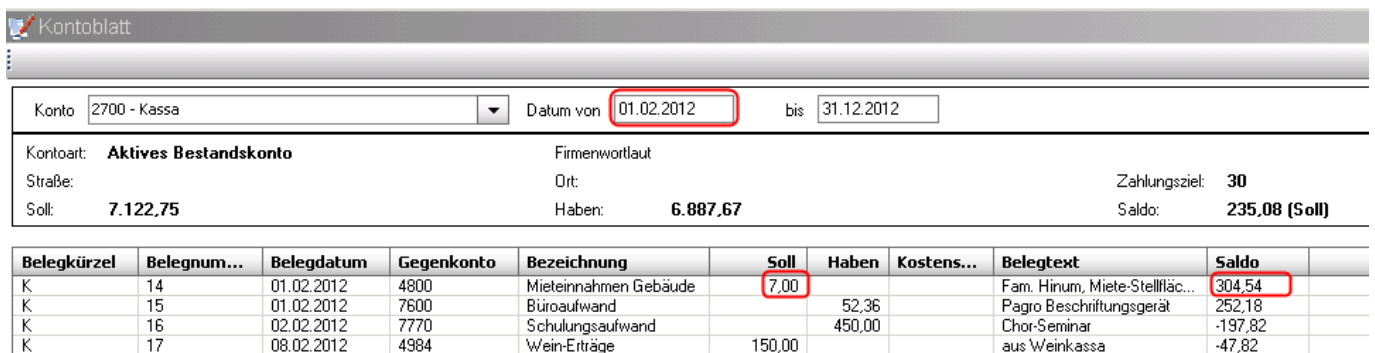 Kontoblatt
Konto 2700 - Kassa Datum von 01.02.2012 bis 31.12.2012
Kontoart: Aktives Bestandskonto Firmenwortlaut
Straße: Ort: Zahlungsziel: 30
Soll: 7.122,75 Haben: 6.887,67 Saldo: 235,08 (Soll)
Belegkürzel Belegnum... Belegdatum Gegenkonto Bezeichnung Soll Haben Kostens... Belegtext Saldo
K 14 01.02.2012 4800 Mieteinnahmen Gebäude 7,00 Fam. Hinum, Miete-Stellfläc... 304,54
K 15 01.02.2012 7600 Büroaufwand 52,36 Pagro Beschriftungsgerät 252,18
K 16 02.02.2012 7770 Schulungsaufwand 450,00 Chor-Seminar -197,82
K 17 08.02.2012 4984 Wein-Erträge 150,00 aus Weinkassa -47,82